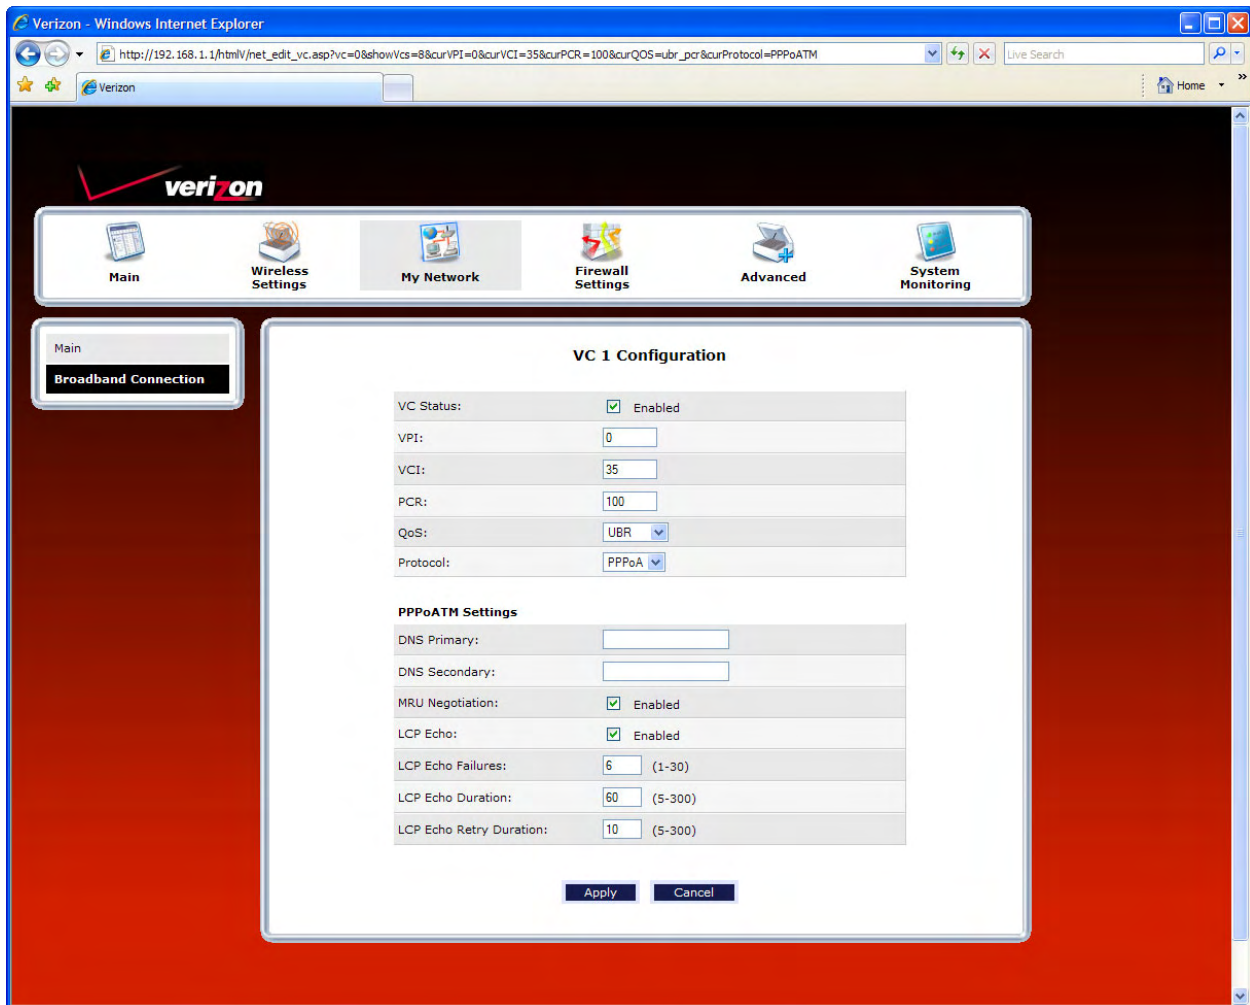 Verizon - Windows Internet Explorer
http://192.168.1.1/htmlV/net_edit_vc.asp?vc=0&showVcs=8&curVPI=0&curVCI=35&curPCR=100&curQOS=ubr_pcr&curProtocol=PPPoATM
Live Search
Verizon
Home
verizon
Main
Wireless Settings
My Network
Firewall Settings
Advanced
System Monitoring
Main
Broadband Connection
VC 1 Configuration
VC Status: Enabled
VPI: 0
VCI: 35
PCR: 100
QoS: UBR
Protocol: PPPoA
PPPoATM Settings
DNS Primary:
DNS Secondary:
MRU Negotiation: Enabled
LCP Echo: Enabled
LCP Echo Failures: 6 (1-30)
LCP Echo Duration: 60 (5-300)
LCP Echo Retry Duration: 10 (5-300)
Apply Cancel